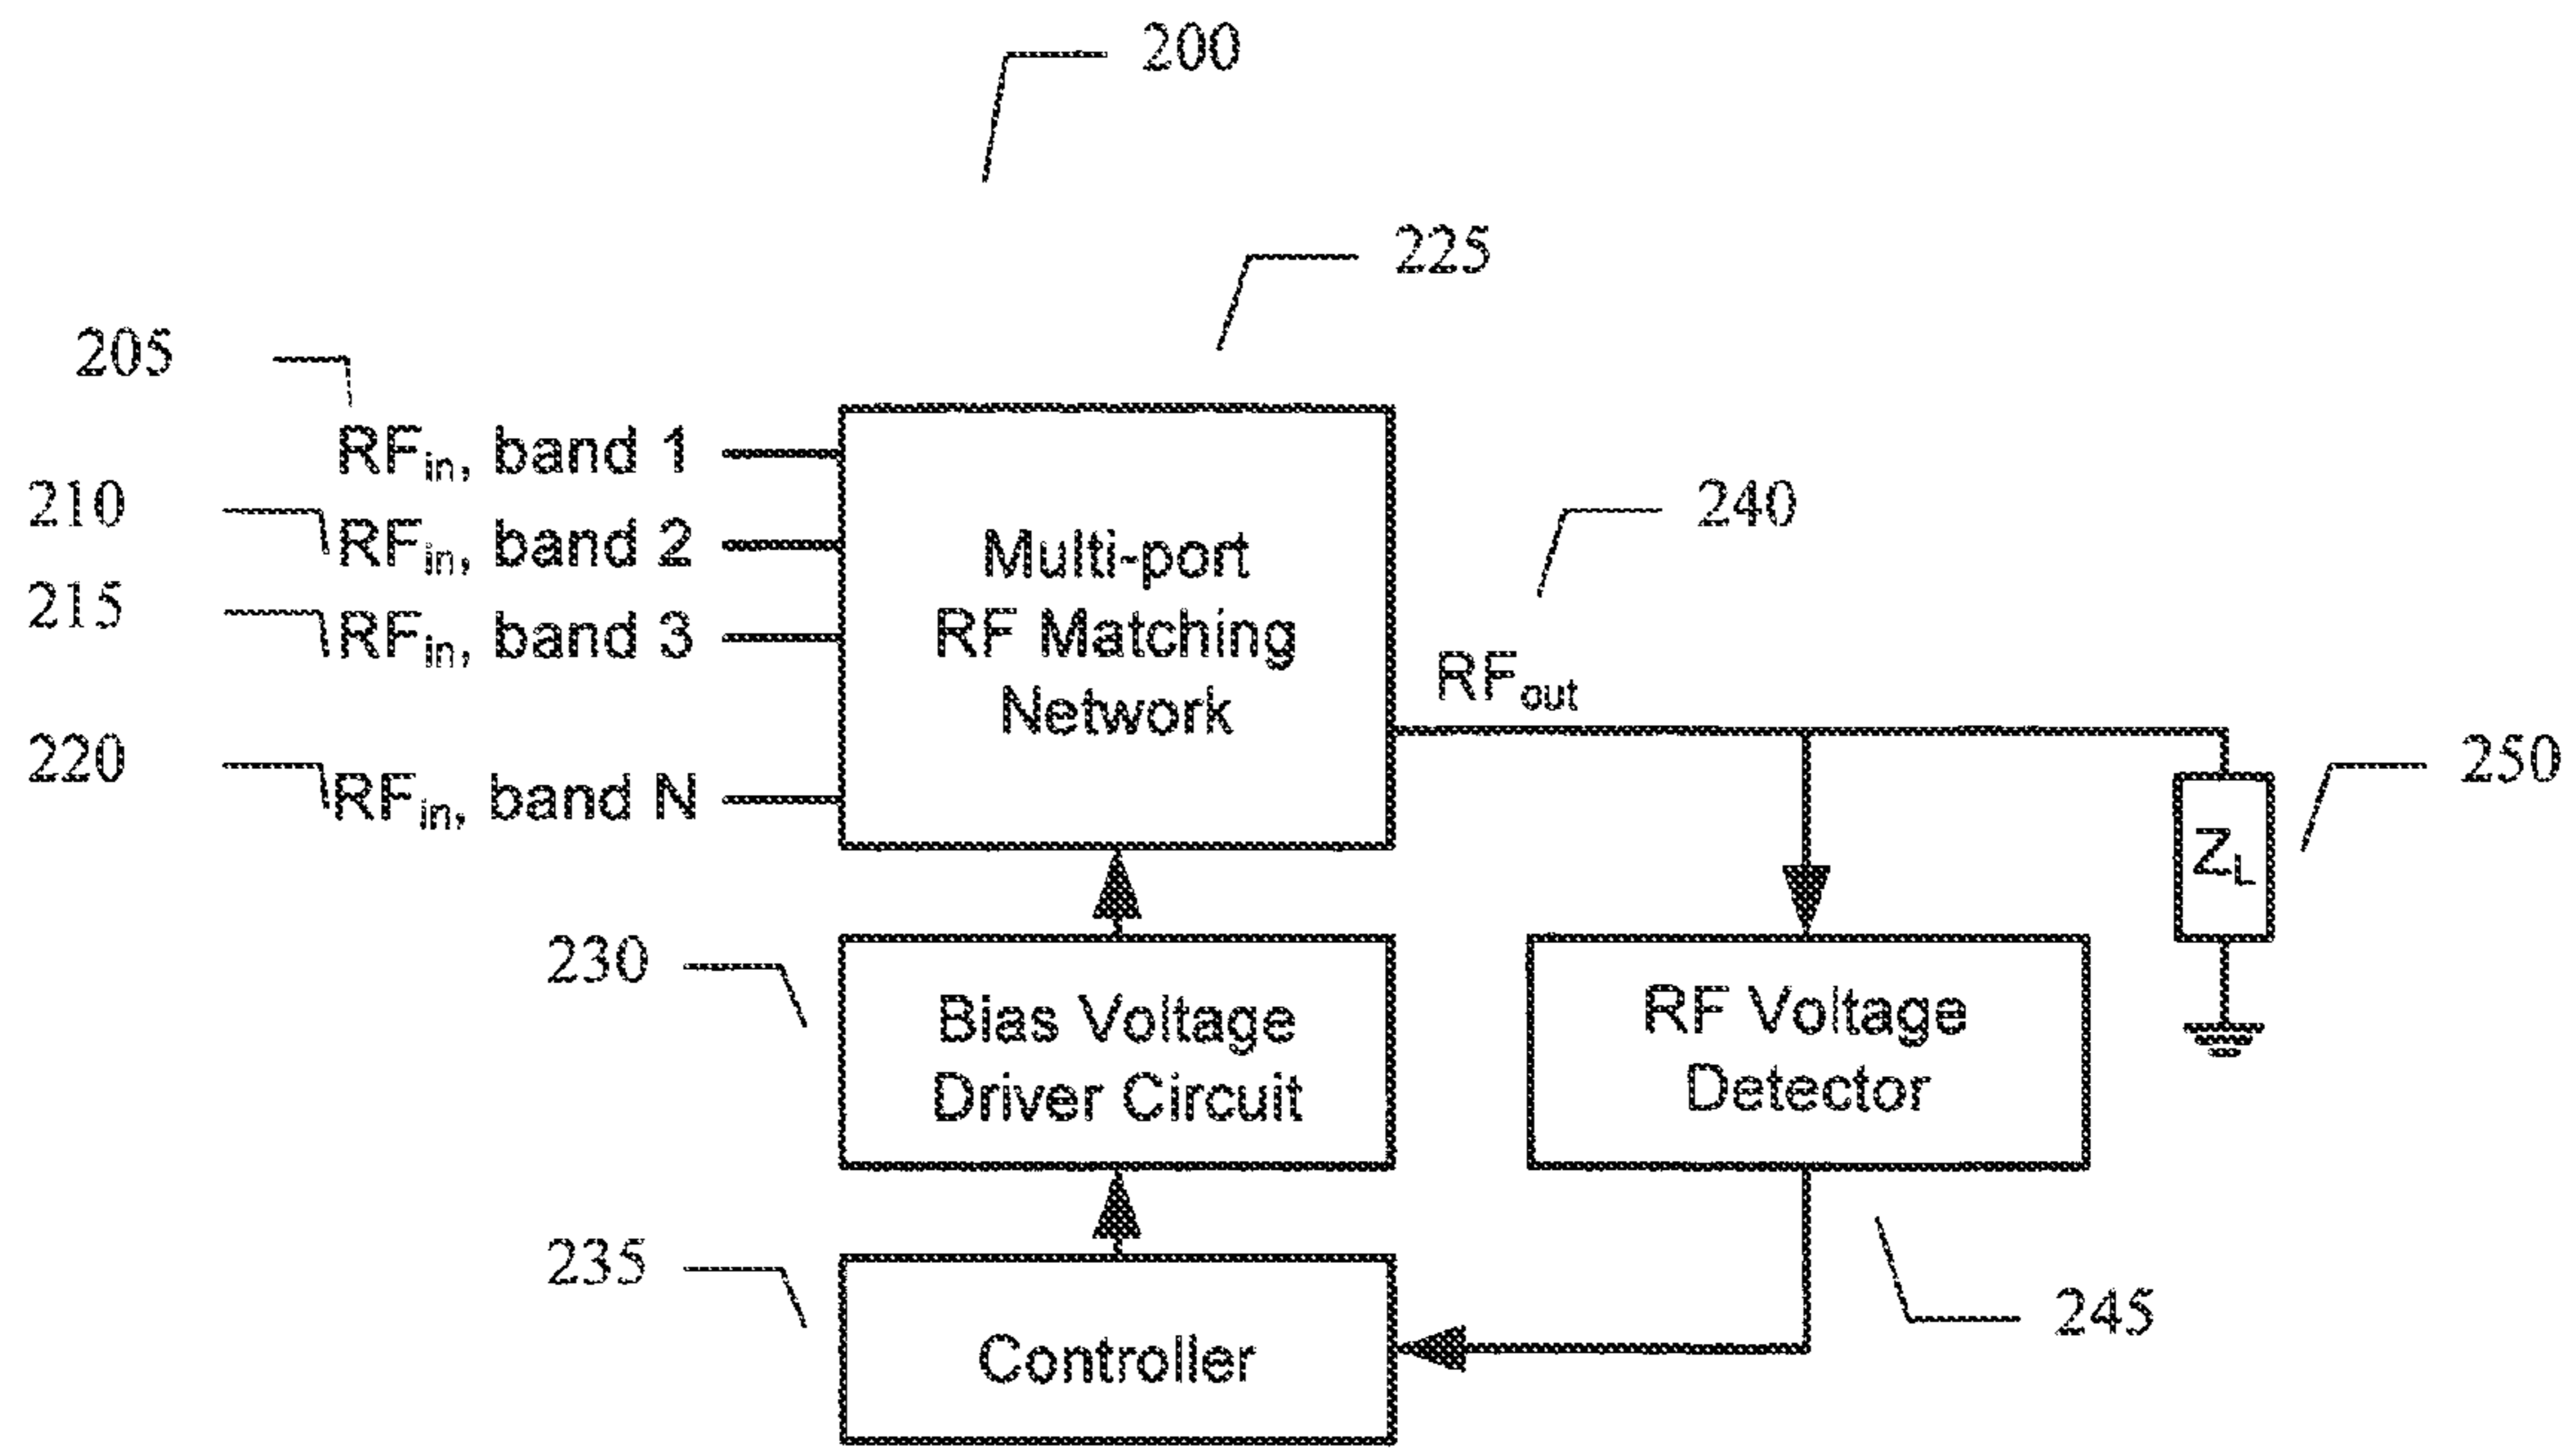 200
225
205
RFin, band 1
210
RFin, band 2
215
RFin, band 3
220
RFin, band N
Multi-port
RF Matching
Network
240
RFout
250
ZL
230
Bias Voltage
Driver Circuit
RF Voltage
Detector
235
Controller
245